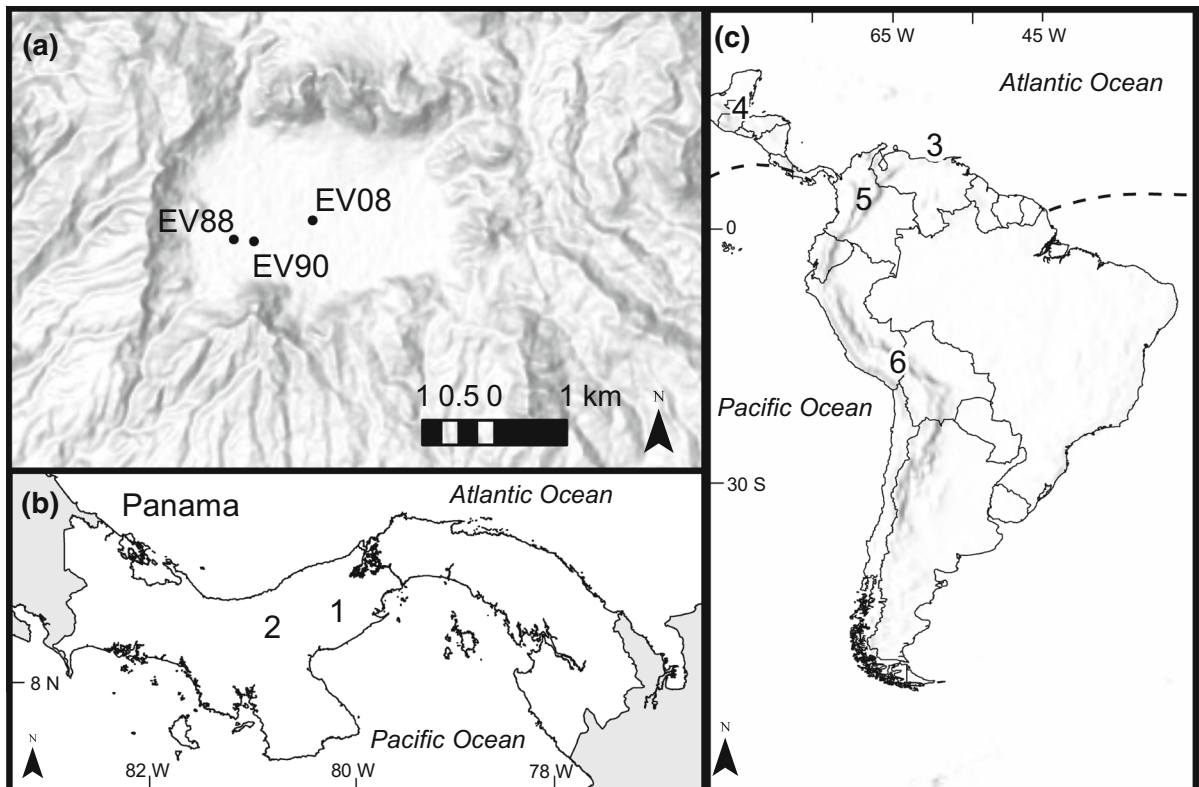 (a)
EV08
EV88
EV90
1 0.5 0 1 km
N
(b)
Panama
Atlantic Ocean
1
2
8 N
Pacific Ocean
N
82 W
80 W
78 W
(c)
65 W
45 W
Atlantic Ocean
4
3
5
0
6
Pacific Ocean
30 S
N